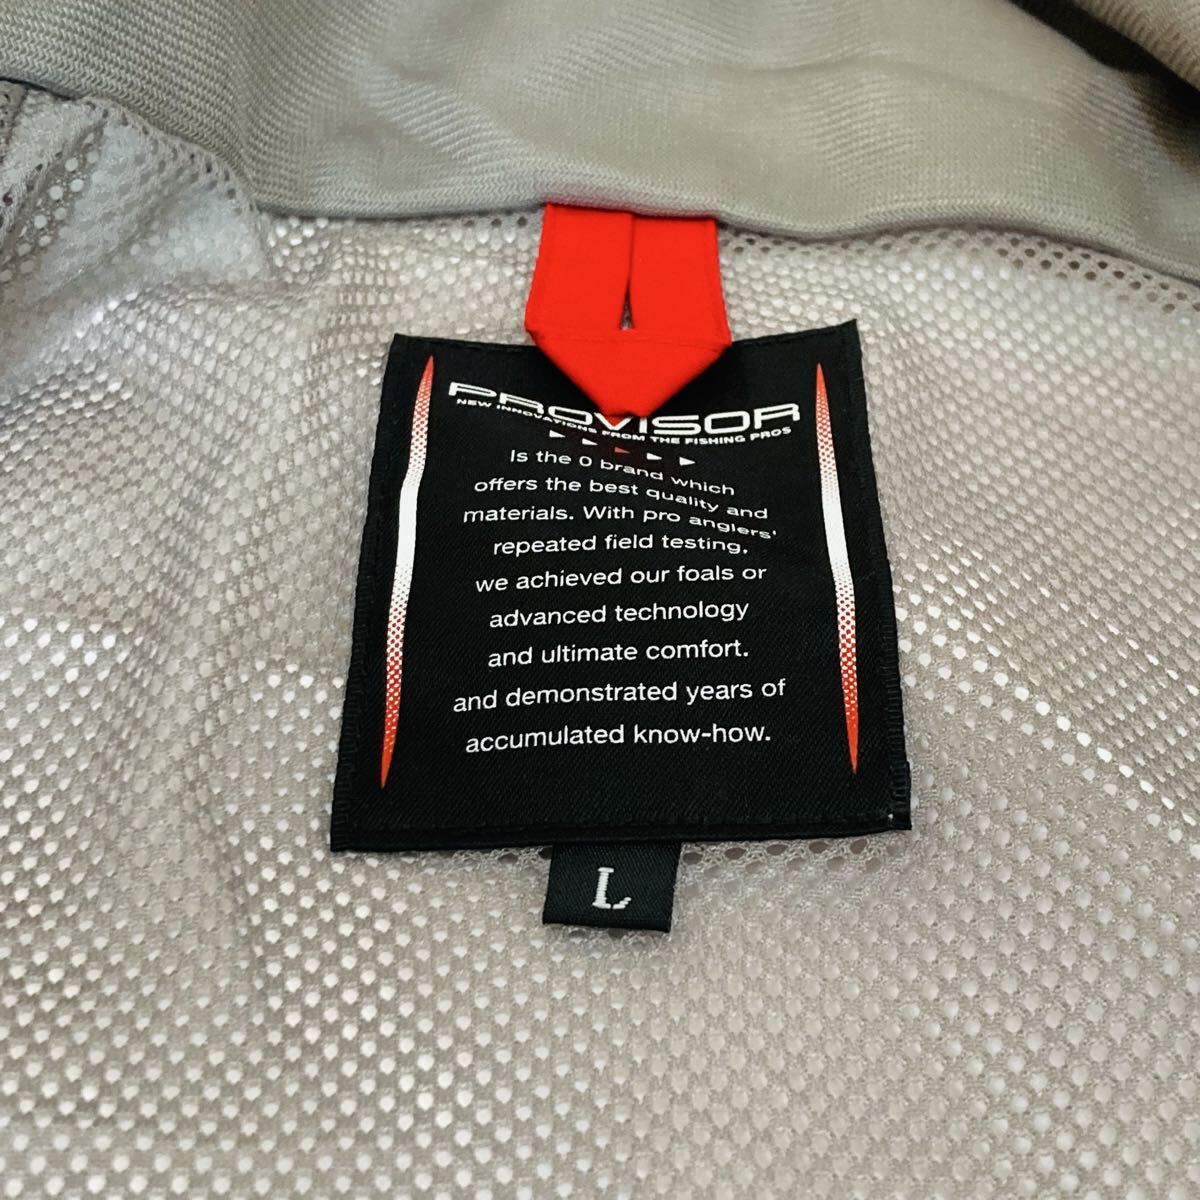 PROVISOR
NEW INNOVATIONS FROM THE FISHING PROS
Is the 0 brand which
offers the best quality and
materials. With pro anglers'
repeated field testing,
we achieved our foals or
advanced technology
and ultimate comfort.
and demonstrated years of
accumulated know-how.
L